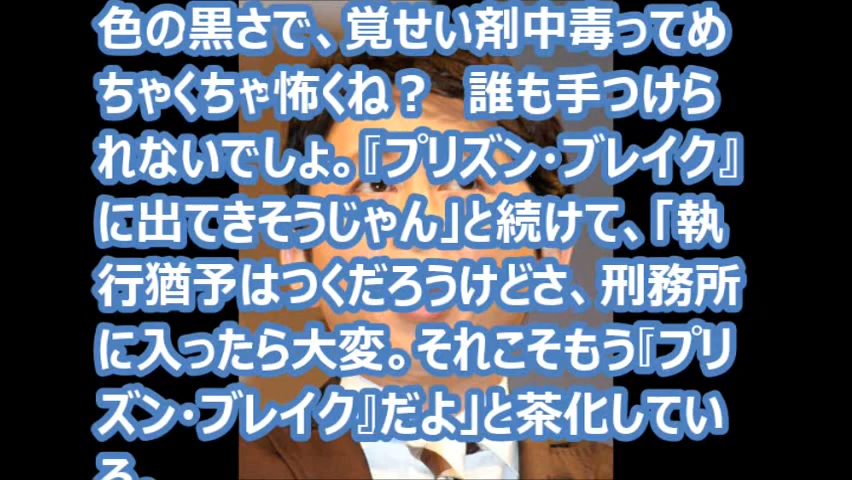 色の黒さで、覚せい剤中毒ってめ
ちゃくちゃ怖くね？　誰も手つけら
れないでしょ。『プリズン・ブレイク』
に出てきそうじゃん」と続けて、「執
行猶予はつくだろうけどさ、刑務所
に入ったら大変。それこそもう『プリ
ズン・ブレイク』だよ」と茶化してい
る。